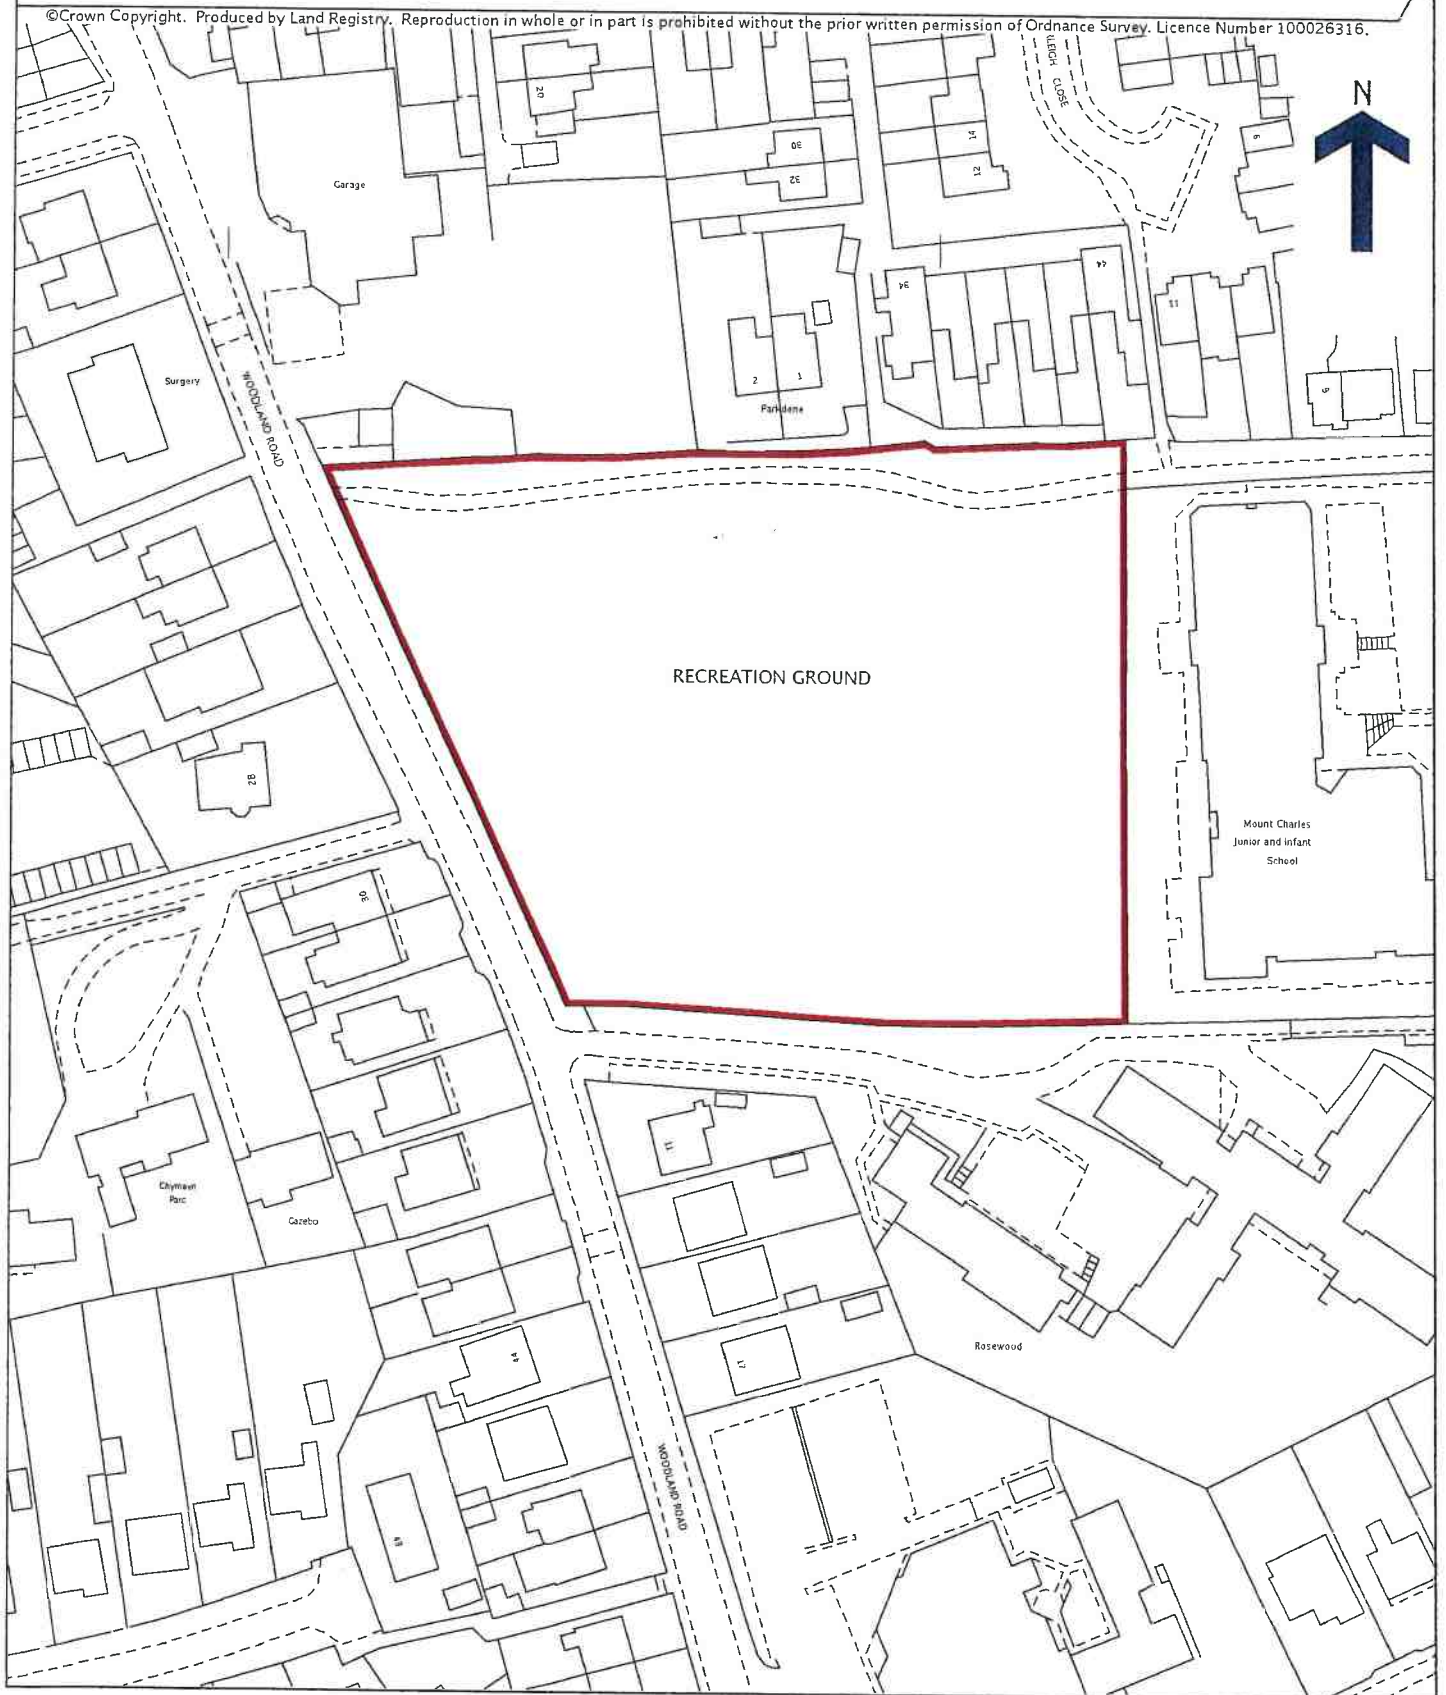 ©Crown Copyright. Produced by Land Registry. Reproduction in whole or in part is prohibited without the prior written permission of Ordnance Survey. Licence Number 100026316.
LEIGH CLOSE
N
20
30
32
14
12
9
Garage
34
44
11
Surgery
WOODLAND ROAD
2
1
Parkdene
9
RECREATION GROUND
28
Mount Charles
Junior and Infant
School
30
11
Chymaen
Parc
Gazebo
Rosewood
44
17
WOODLAND ROAD
49